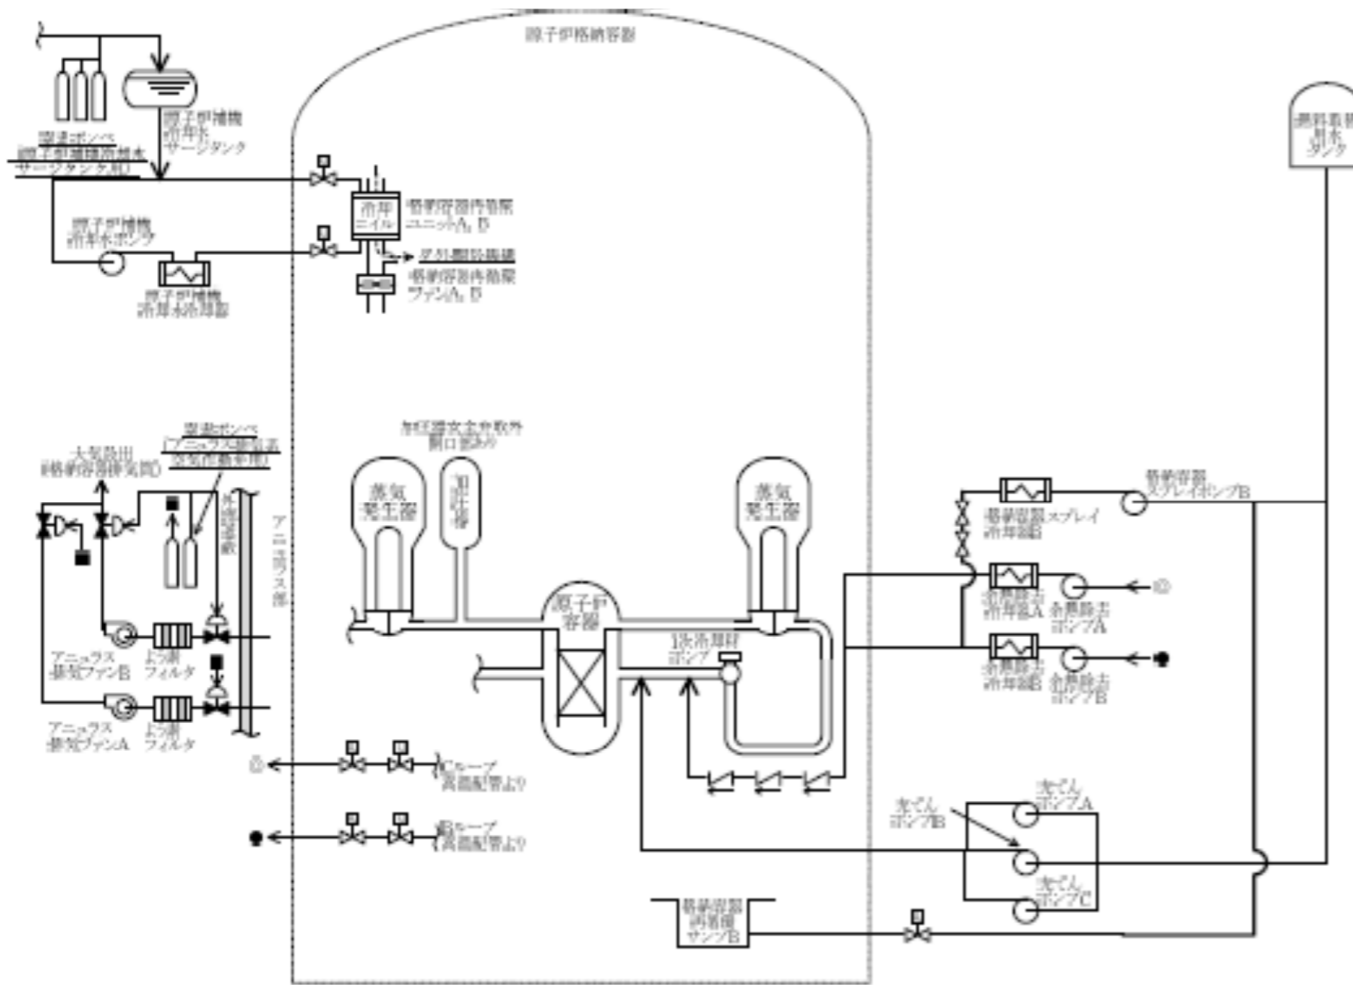 原子炉格納容器
原子炉補機
冷却水
サージタンク
窒素ボンベ
(原子炉補機冷却水
サージタンク用)
燃料取替
用水
タンク
冷却
コイル
格納容器再循環
ユニットA、B
原子炉補機
冷却水ポンプ
原子炉補機
冷却水冷却器
格納容器再循環
ファンA、B
加圧器安全弁取外
開口部あり
大気放出
(格納容器排気筒)
窒素ボンベ
(アニュラス排気系
空気作動弁用)
外部遮蔽
アニュラス部
蒸気
発生器
加圧器
蒸気
発生器
格納容器
スプレイポンプB
格納容器スプレイ
冷却器B
余熱除去
冷却器A
余熱除去
ポンプA
原子炉
容器
1次冷却材
ポンプ
余熱除去
冷却器B
余熱除去
ポンプB
アニュラス
排気ファンB
よう素
フィルタ
アニュラス
排気ファンA
よう素
フィルタ
Cループ
高温配管より
Bループ
高温配管より
充てん
ポンプA
充てん
ポンプB
充てん
ポンプC
格納容器
再循環
サンプB